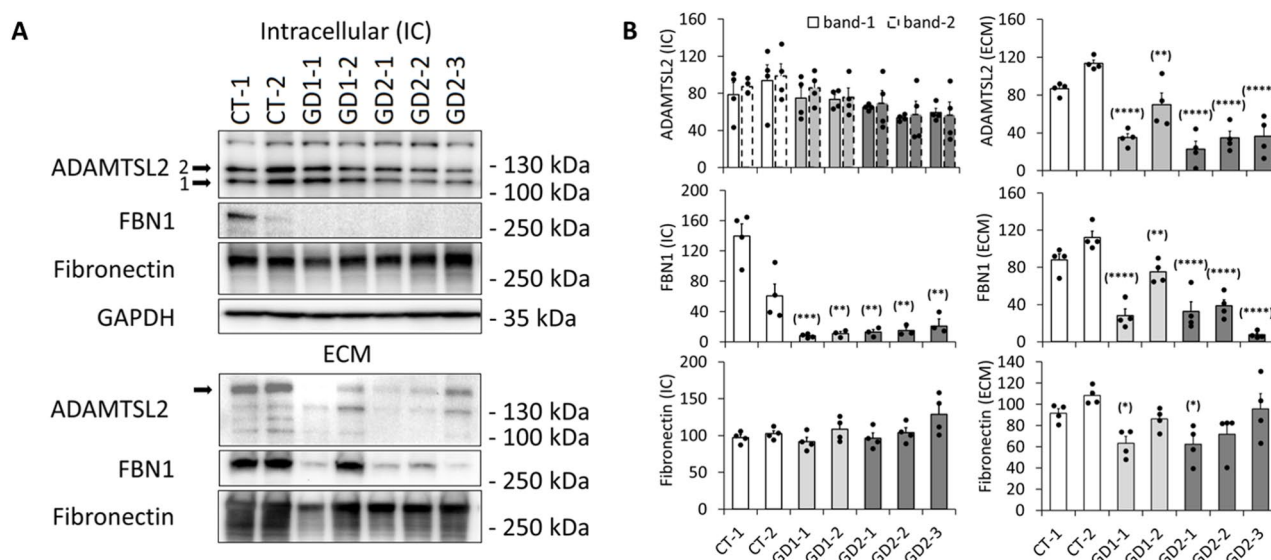 A
Intracellular (IC)
CT-1 CT-2 GD1-1 GD1-2 GD2-1 GD2-2 GD2-3
ADAMTSL2 2 - 130 kDa
1 - 100 kDa
FBN1 - 250 kDa
Fibronectin - 250 kDa
GAPDH - 35 kDa
ECM
ADAMTSL2 - 130 kDa
- 100 kDa
FBN1 - 250 kDa
Fibronectin - 250 kDa
B
band-1 band-2
ADAMTSL2 (IC)
160
120
80
40
0
ADAMTSL2 (ECM)
160
120
80
40
0
(****) (**) (****) (****) (****)
FBN1 (IC)
200
160
120
80
40
0
(***) (**) (**) (**) (**)
FBN1 (ECM)
160
120
80
40
0
(****) (**) (****) (****) (****)
Fibronectin (IC)
200
150
100
50
0
CT-1 CT-2 GD1-1 GD1-2 GD2-1 GD2-2 GD2-3
Fibronectin (ECM)
140
120
100
80
60
40
20
0
(*) (*)
CT-1 CT-2 GD1-1 GD1-2 GD2-1 GD2-2 GD2-3